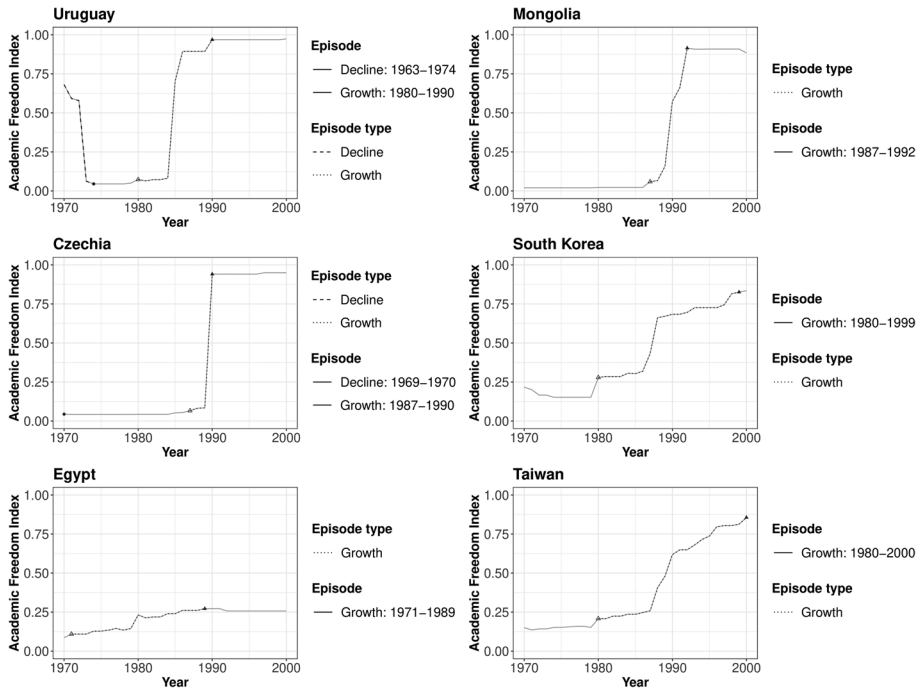 Uruguay
Academic Freedom Index
1.00
0.75
0.50
0.25
0.00
1970 1980 1990 2000
Year
Episode
Decline: 1963–1974
Growth: 1980–1990
Episode type
Decline
Growth
Mongolia
Academic Freedom Index
1.00
0.75
0.50
0.25
0.00
1970 1980 1990 2000
Year
Episode type
Growth
Episode
Growth: 1987–1992
Czechia
Academic Freedom Index
1.00
0.75
0.50
0.25
0.00
1970 1980 1990 2000
Year
Episode type
Decline
Growth
Episode
Decline: 1969–1970
Growth: 1987–1990
South Korea
Academic Freedom Index
1.00
0.75
0.50
0.25
0.00
1970 1980 1990 2000
Year
Episode
Growth: 1980–1999
Episode type
Growth
Egypt
Academic Freedom Index
1.00
0.75
0.50
0.25
0.00
1970 1980 1990 2000
Year
Episode type
Growth
Episode
Growth: 1971–1989
Taiwan
Academic Freedom Index
1.00
0.75
0.50
0.25
0.00
1970 1980 1990 2000
Year
Episode
Growth: 1980–2000
Episode type
Growth